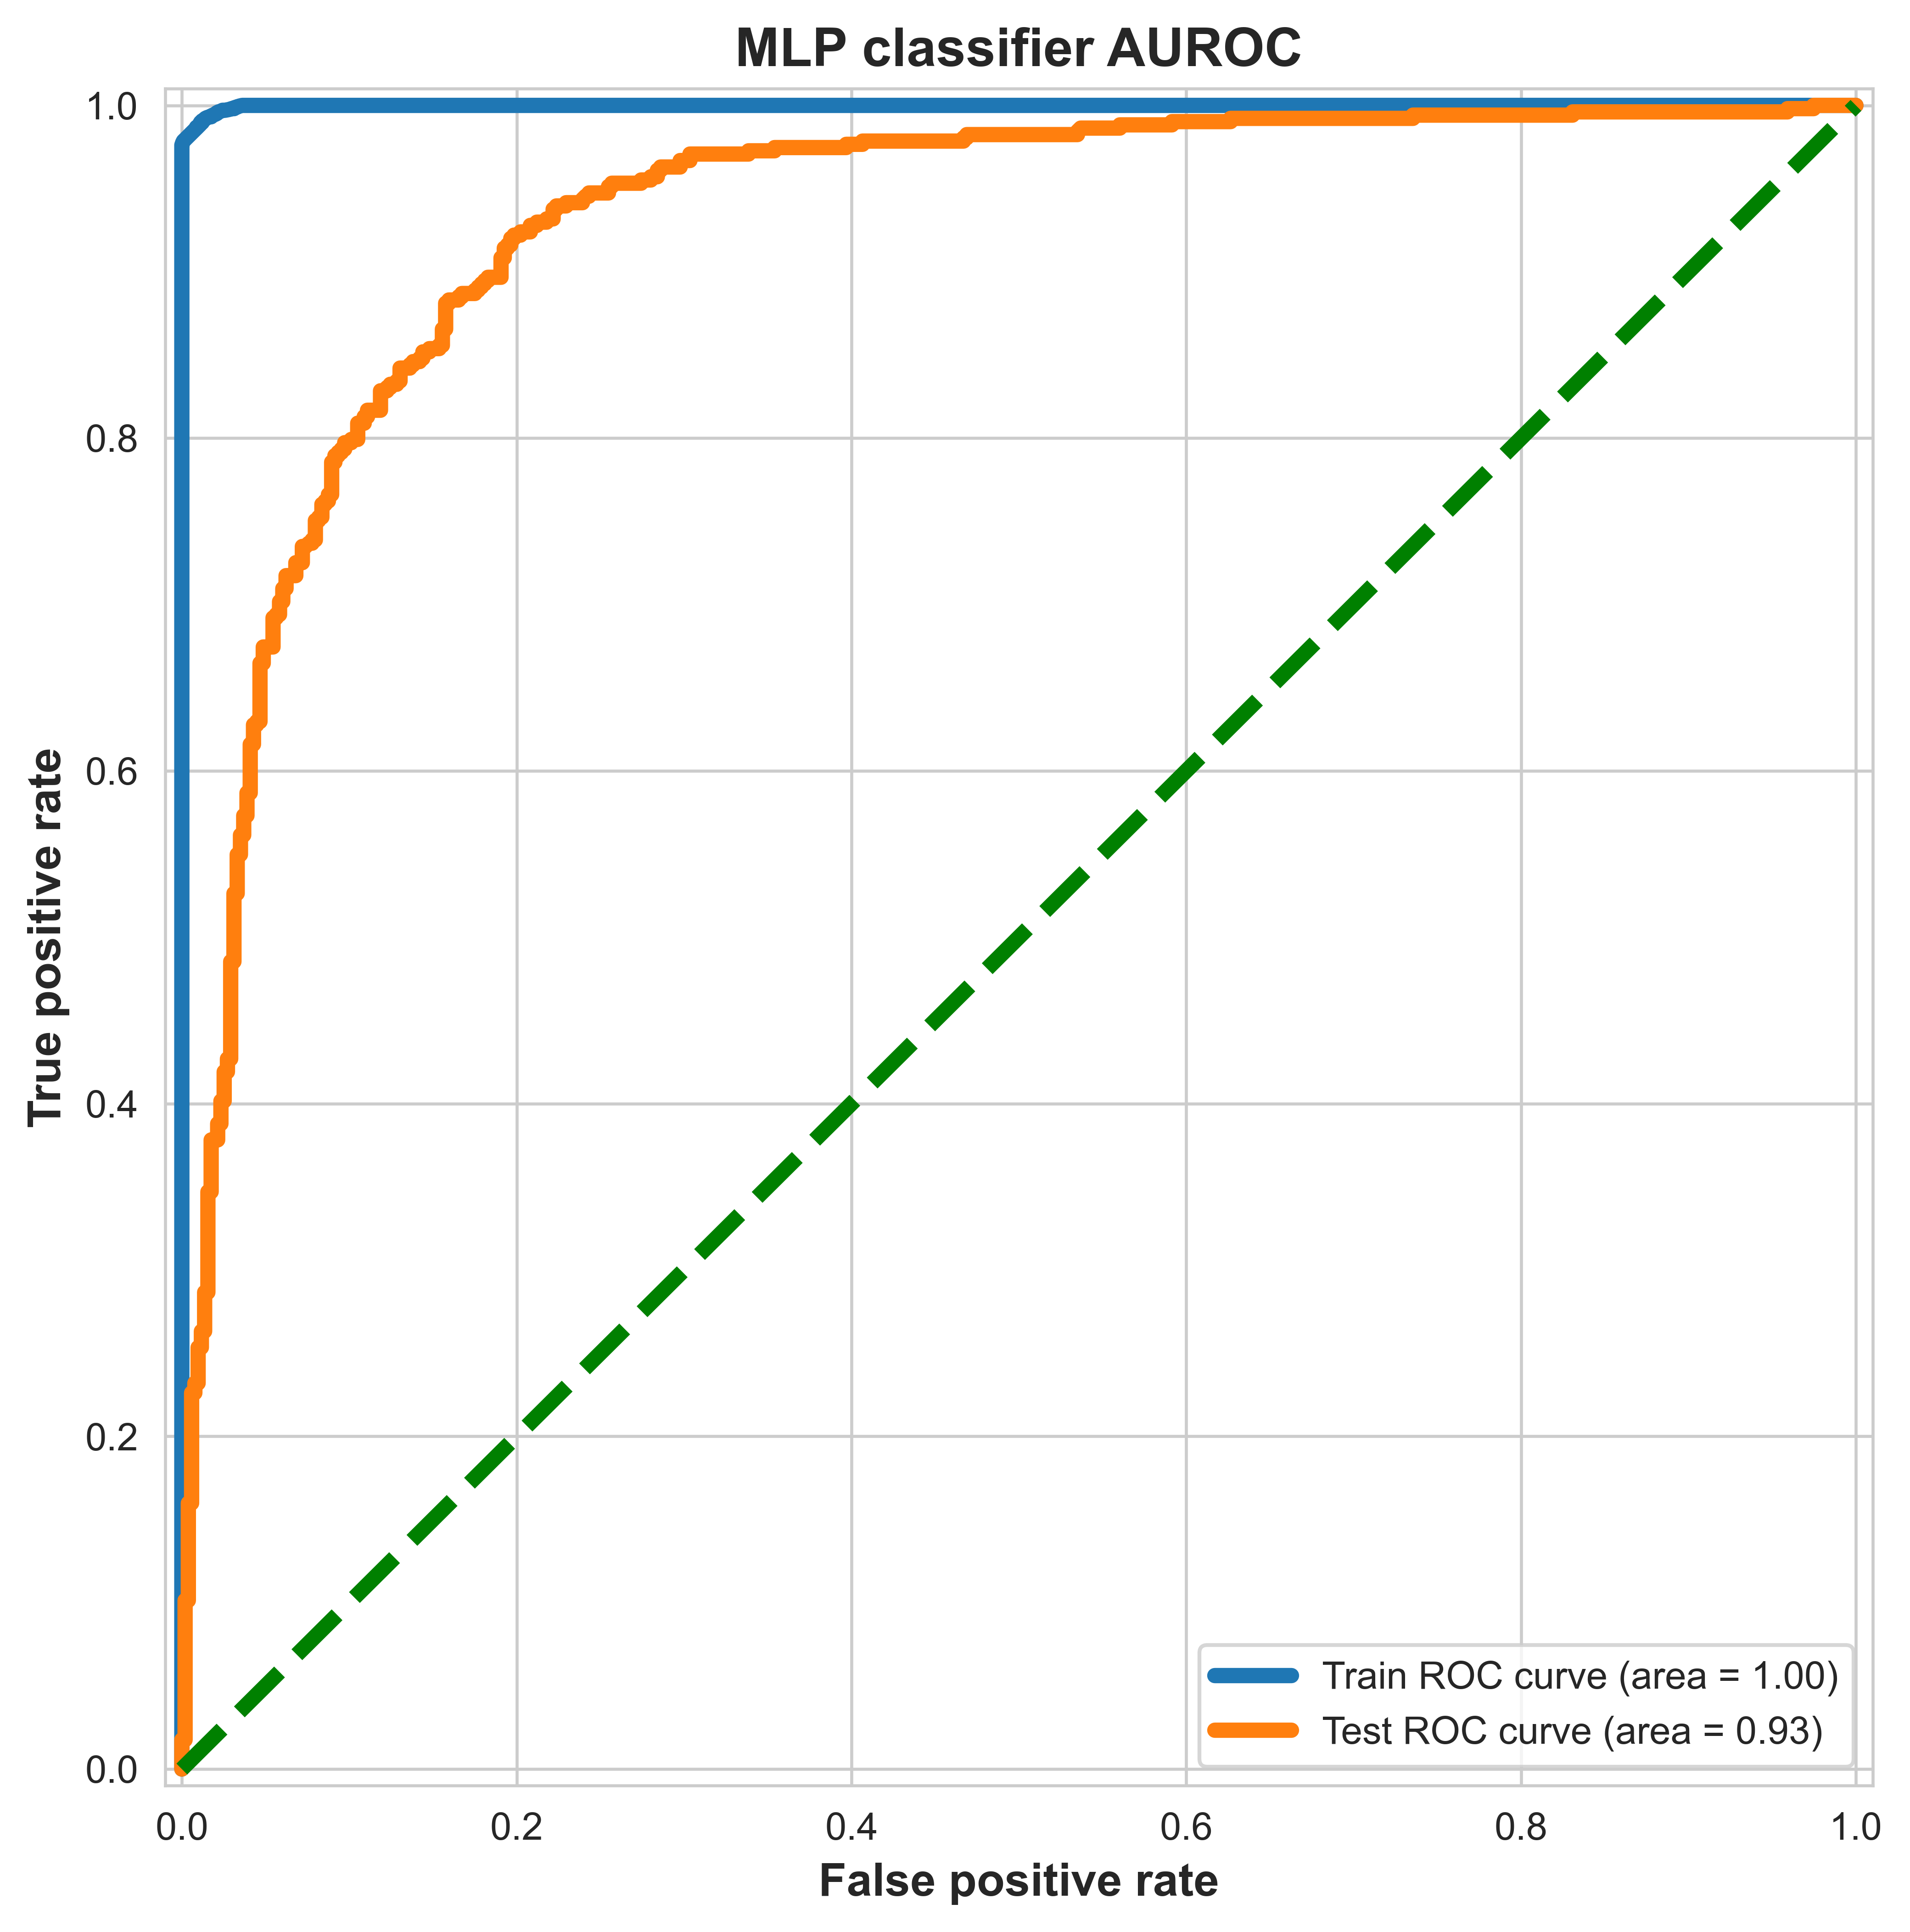 MLP classifier AUROC
1.0
0.8
0.6
0.4
0.2
0.0
True positive rate
Train ROC curve (area = 1.00)
Test ROC curve (area = 0.93)
0.0 0.2 0.4 0.6 0.8 1.0
False positive rate